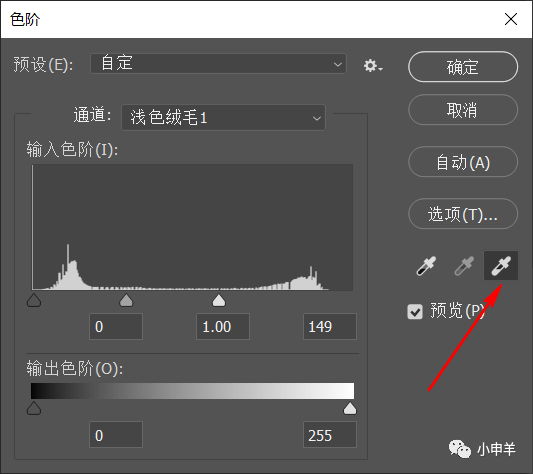 色阶
预设(E): 自定
确定
取消
通道: 浅色绒毛1
输入色阶(I):
自动(A)
选项(T)...
预览(P)
0 1.00 149
输出色阶(O):
0 255
小申羊